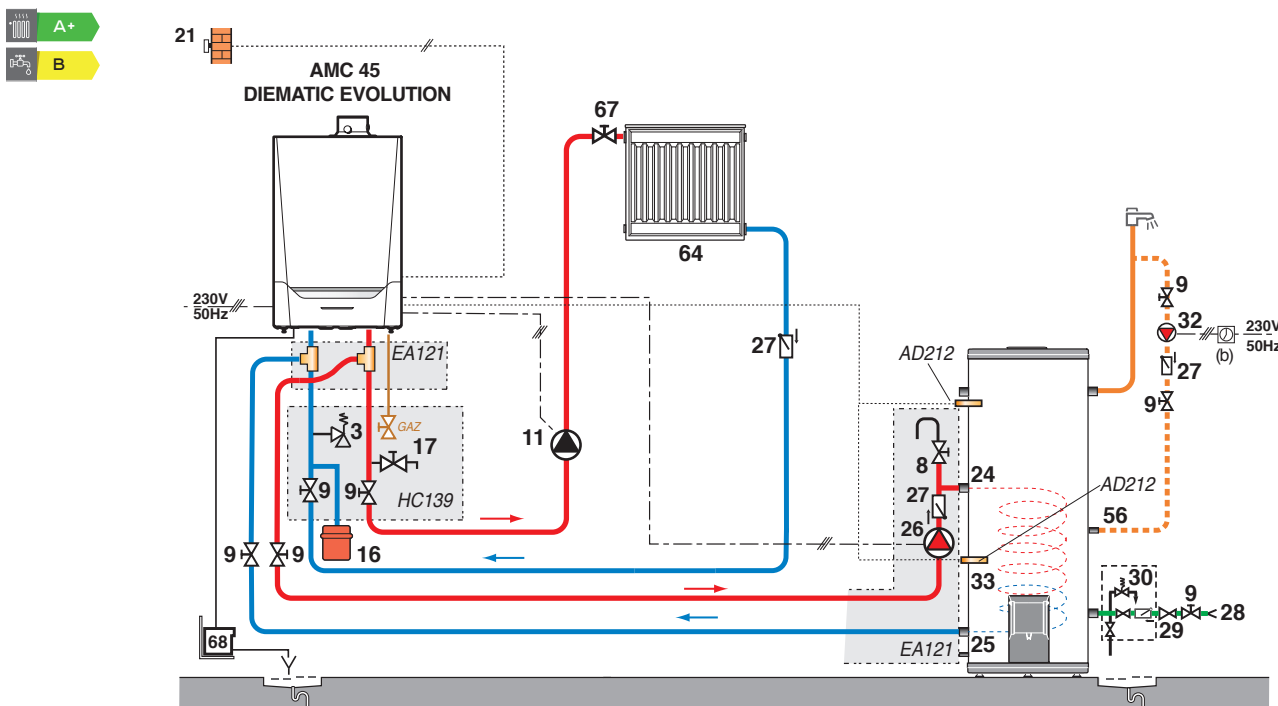 A+
B
21
AMC 45
DIEMATIC EVOLUTION
67
64
230V
50Hz
EA121
3
GAZ
17
9
9
HC139
16
11
27
9
9
68
AD212
8
24
27
26
33
AD212
EA121
25
9
32
230V
50Hz
(b)
27
9
56
30
9
28
29